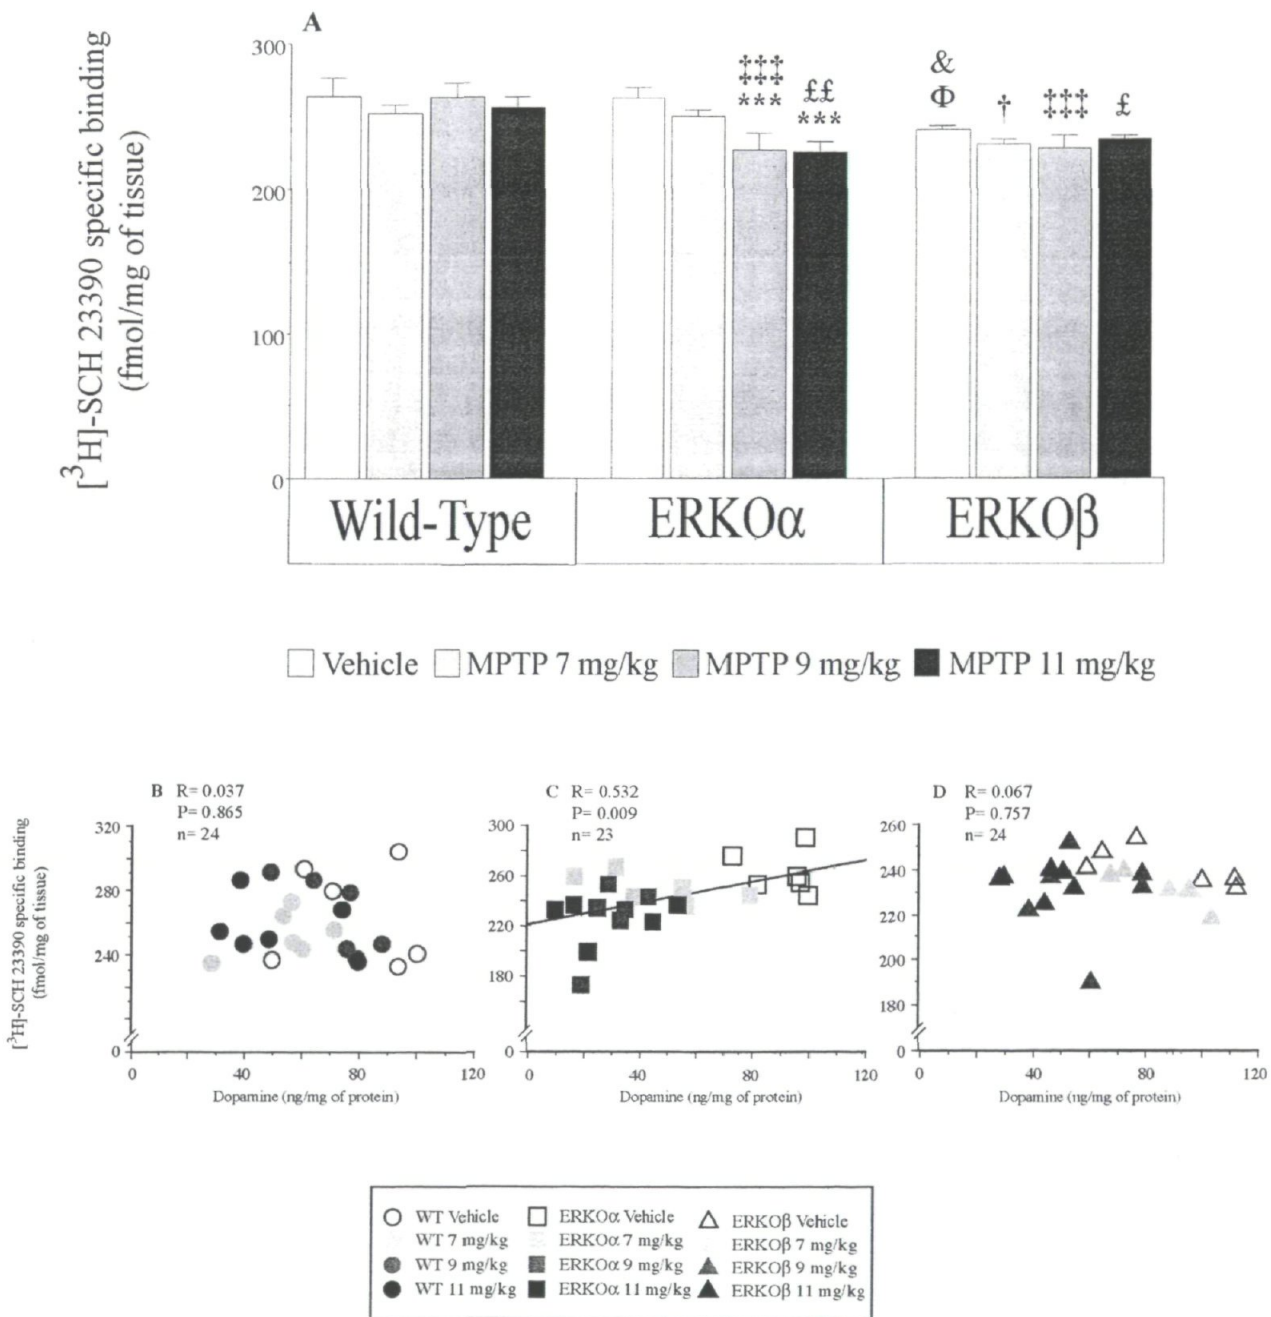 A
[3H]-SCH 23390 specific binding
(fmol/mg of tissue)
300
200
100
0
‡‡‡
***
££
***
&
Φ
†
‡‡‡
£
Wild-Type ERKOα ERKOβ
Vehicle MPTP 7 mg/kg MPTP 9 mg/kg MPTP 11 mg/kg
[3H]-SCH 23390 specific binding
(fmol/mg of tissue)
B R= 0.037
P= 0.865
n= 24
320
280
240
0
0 40 80 120
Dopamine (ng/mg of protein)
C R= 0.532
P= 0.009
n= 23
300
260
220
180
0
0 40 80 120
Dopamine (ng/mg of protein)
D R= 0.067
P= 0.757
n= 24
260
240
220
200
180
0
0 40 80 120
Dopamine (ng/mg of protein)
WT Vehicle ERKOα Vehicle ERKOβ Vehicle
WT 7 mg/kg ERKOα 7 mg/kg ERKOβ 7 mg/kg
WT 9 mg/kg ERKOα 9 mg/kg ERKOβ 9 mg/kg
WT 11 mg/kg ERKOα 11 mg/kg ERKOβ 11 mg/kg